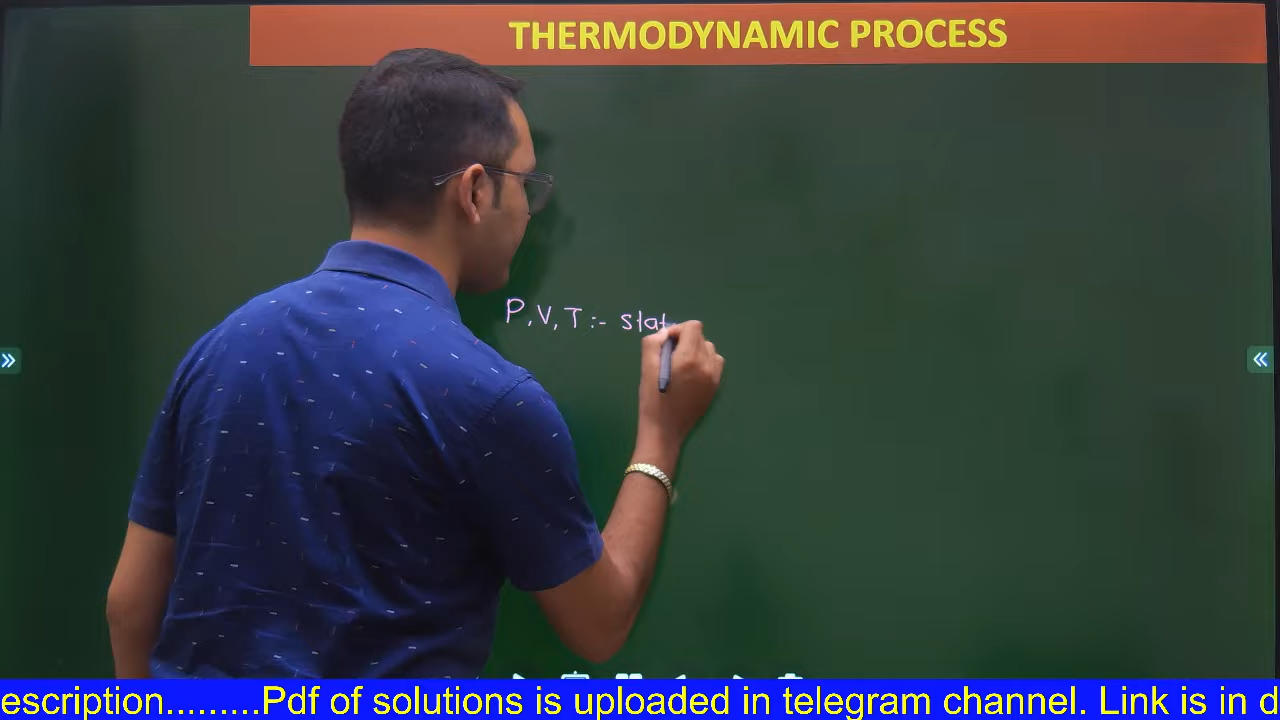 THERMODYNAMIC PROCESS
P, V, T :- stat
escription.........Pdf of solutions is uploaded in telegram channel. Link is in d